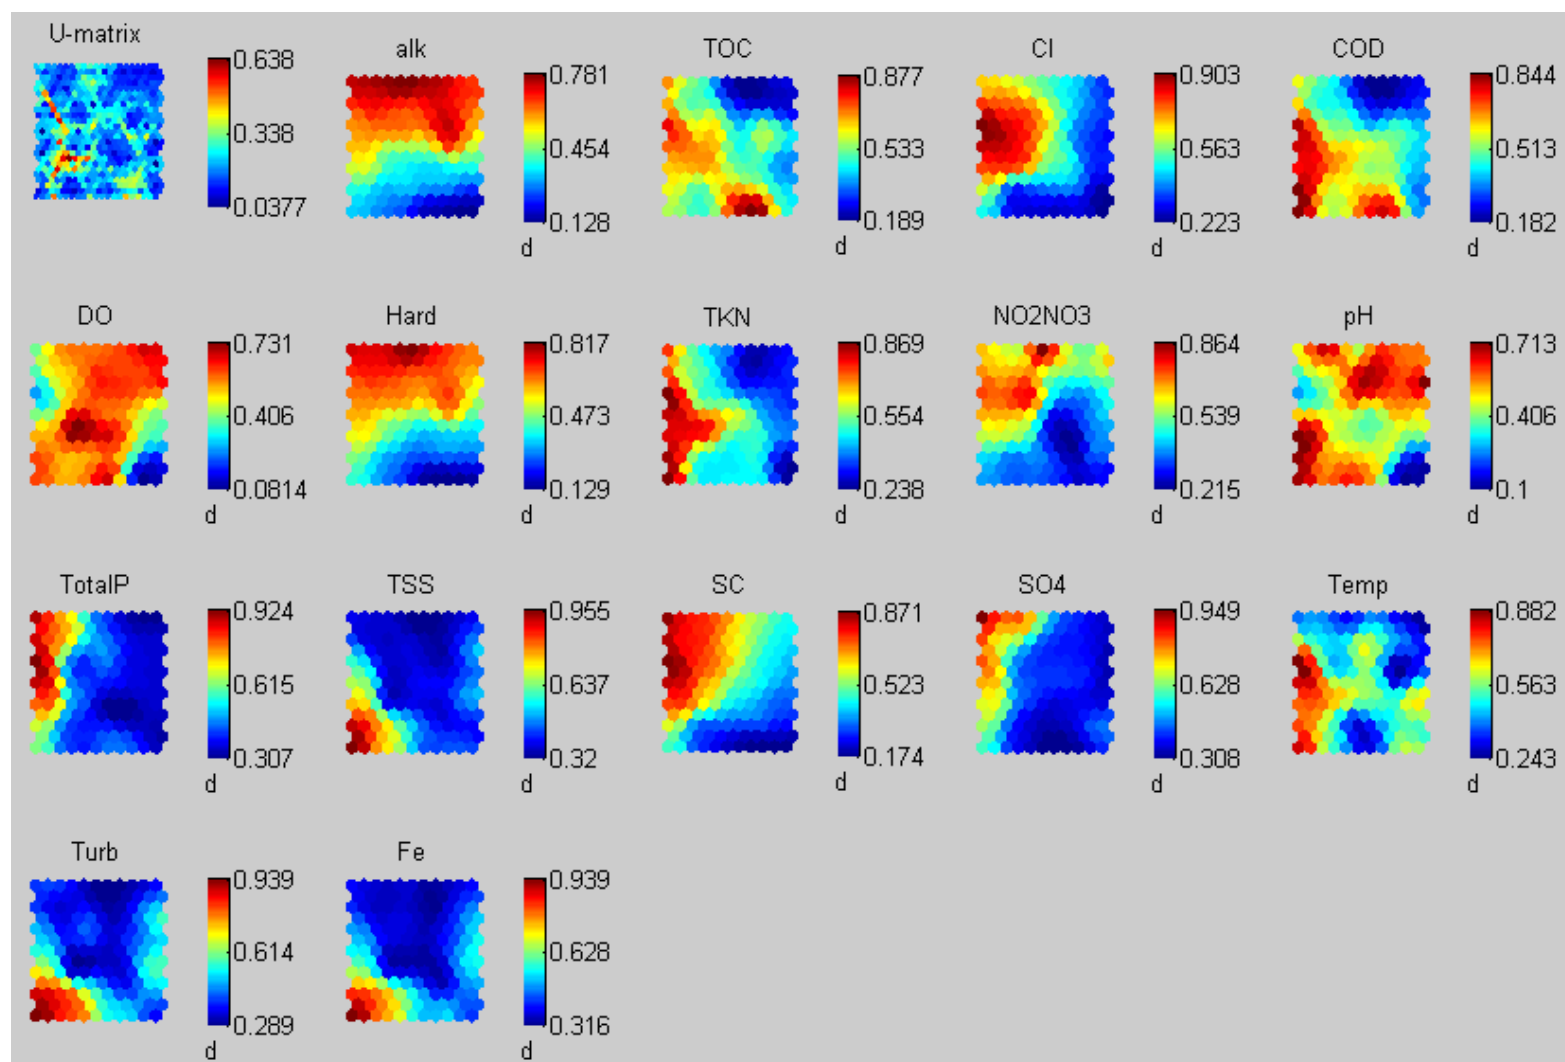 U-matrix
0.638
0.338
0.0377
alk
0.781
0.454
0.128
d
TOC
0.877
0.533
0.189
d
Cl
0.903
0.563
0.223
d
COD
0.844
0.513
0.182
d
DO
0.731
0.406
0.0814
d
Hard
0.817
0.473
0.129
d
TKN
0.869
0.554
0.238
d
NO2NO3
0.864
0.539
0.215
d
pH
0.713
0.406
0.1
d
TotalP
0.924
0.615
0.307
d
TSS
0.955
0.637
0.32
d
SC
0.871
0.523
0.174
d
SO4
0.949
0.628
0.308
d
Temp
0.882
0.563
0.243
d
Turb
0.939
0.614
0.289
d
Fe
0.939
0.628
0.316
d